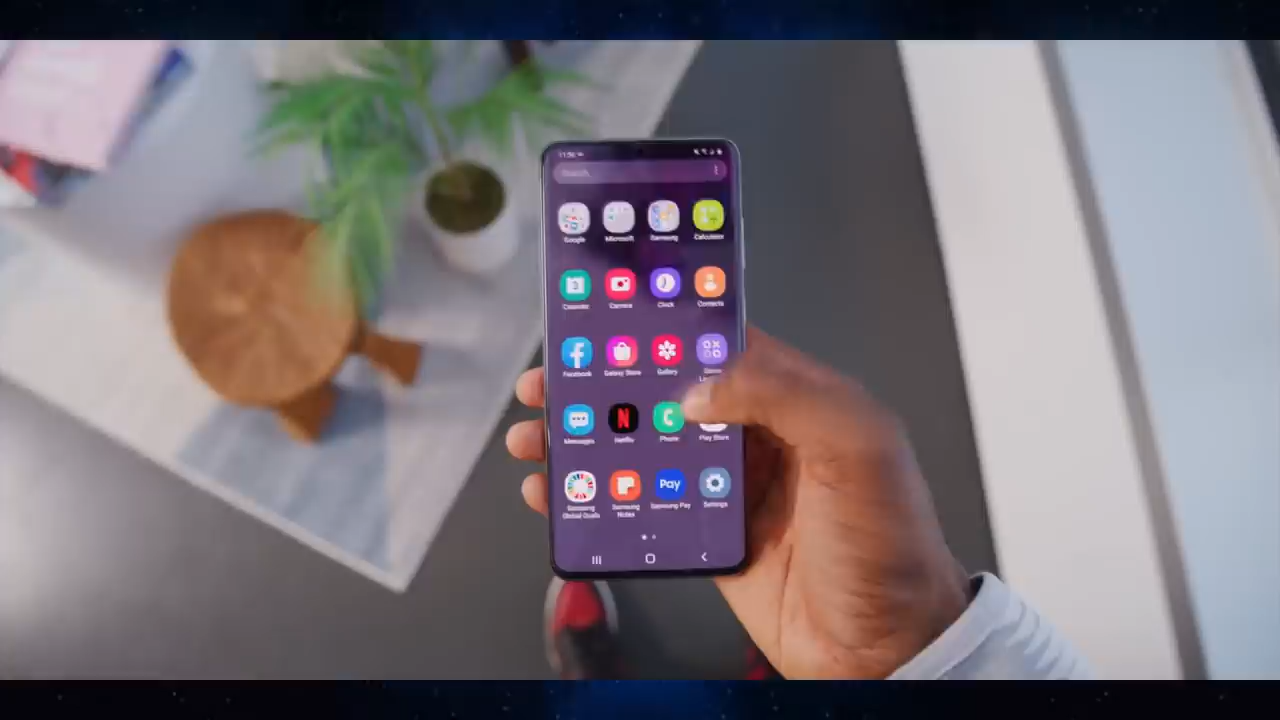 Search
Google Microsoft Samsung Calculator
Calendar Camera Clock Contacts
Facebook Galaxy Store Gallery
Messages Netflix Phone Play Store
N
Pay
Samsung Global Goals Samsung Notes Samsung Pay Settings